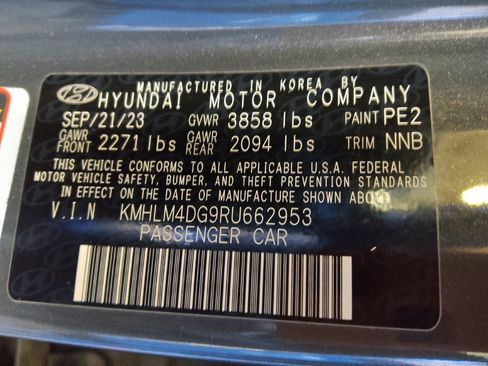 MANUFACTURED IN KOREA BY
HYUNDAI MOTOR COMPANY
SEP/21/23 GVWR 3858 lbs PAINT PE2
GAWR FRONT 2271 lbs GAWR REAR 2094 lbs TRIM NNB
THIS VEHICLE CONFORMS TO ALL APPLICABLE U.S.A. FEDERAL
MOTOR VEHICLE SAFETY, BUMPER, AND THEFT PREVENTION STANDARDS
IN EFFECT ON THE DATE OF MANUFACTURE SHOWN ABOVE
V.I.N KMHLM4DG9RU662953
PASSENGER CAR